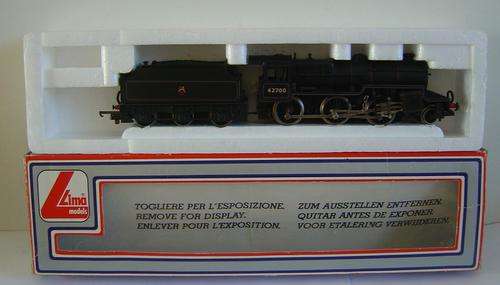 42700
Lima
models
TOGLIERE PER L'ESPOSIZIONE.
REMOVE FOR DISPLAY.
ENLEVER POUR L'EXPOSITION.
ZUM AUSSTELLEN ENTFERNEN.
QUITAR ANTES DE EXPONER.
VOOR ETALERING VERWIJDEREN.